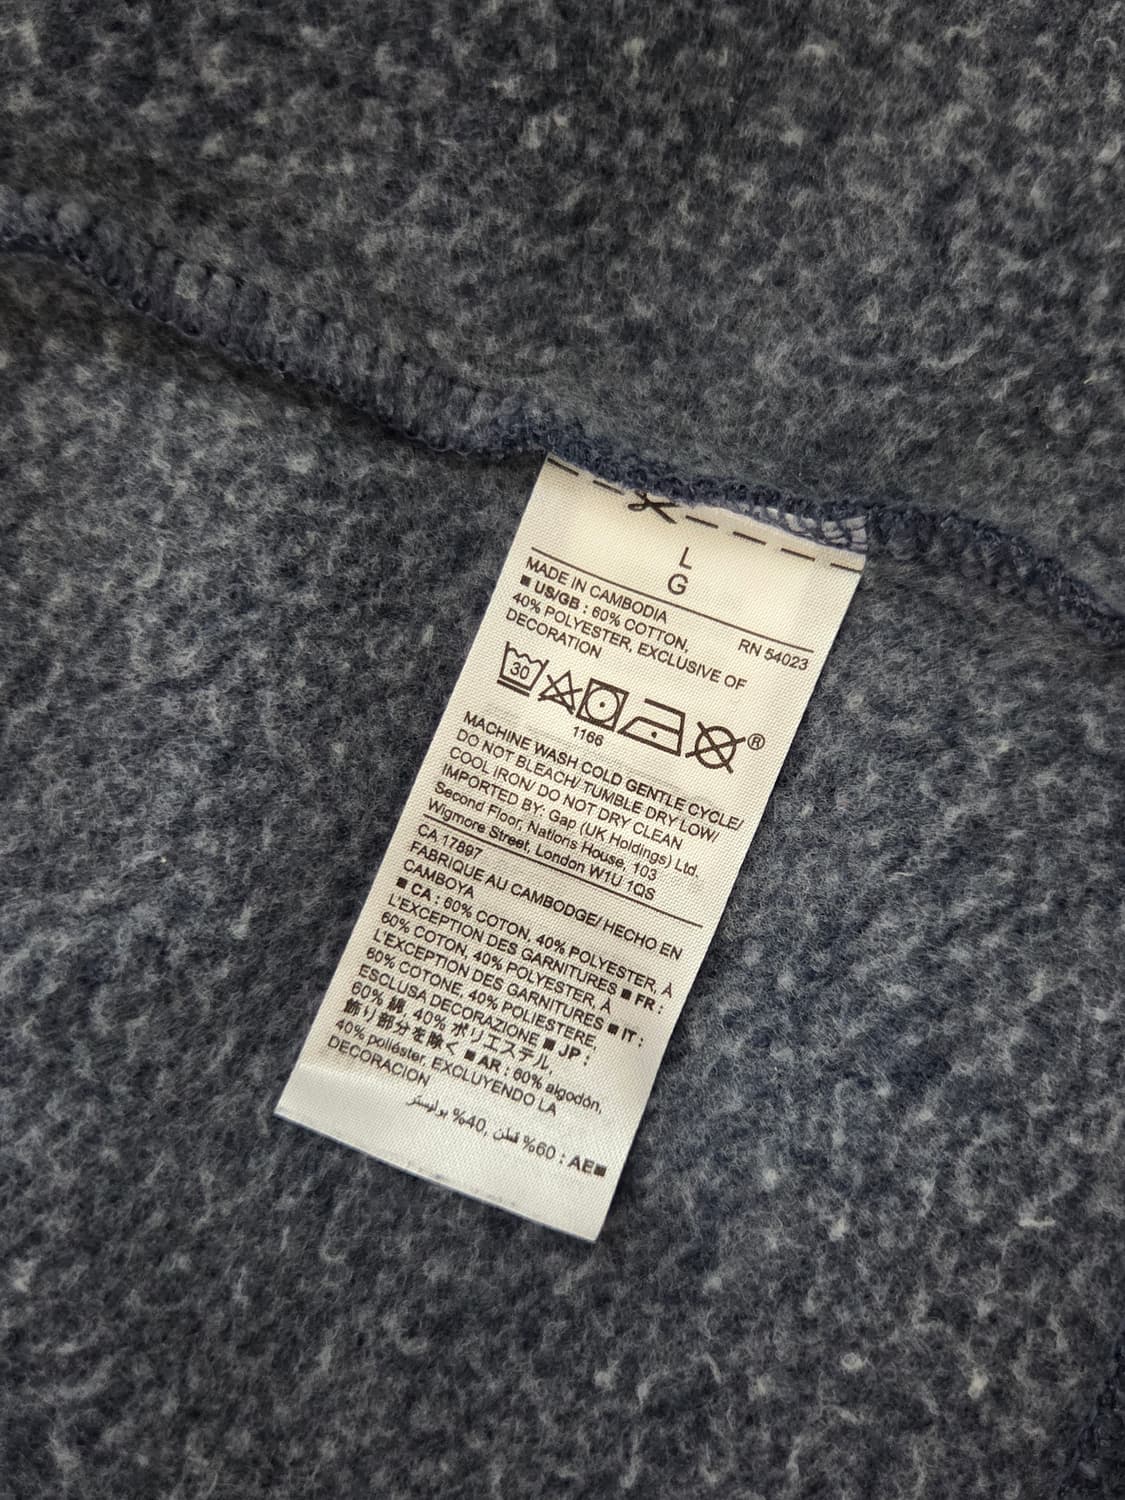 L
G
MADE IN CAMBODIA RN 54023
■ US/GB : 60% COTTON,
40% POLYESTER, EXCLUSIVE OF
DECORATION
30
1166
®
MACHINE WASH COLD GENTLE CYCLE/
DO NOT BLEACH/ TUMBLE DRY LOW/
COOL IRON/ DO NOT DRY CLEAN
IMPORTED BY: Gap (UK Holdings) Ltd.
Second Floor, Nations House, 103
Wigmore Street, London W1U 1QS
CA 17897
FABRIQUE AU CAMBODGE/ HECHO EN
CAMBOYA
■ CA : 60% COTON, 40% POLYESTER, À
L'EXCEPTION DES GARNITURES ■ FR :
60% COTON, 40% POLYESTER, À
L'EXCEPTION DES GARNITURES ■ IT :
60% COTONE, 40% POLIESTERE,
ESCLUSA DECORAZIONE ■ JP :
60% 綿, 40% ポリエステル,
飾り部分を除く ■ AR : 60% algodón,
40% poliéster, EXCLUYENDO LA
DECORACION
■AE : 60% قطن, 40% بوليستر